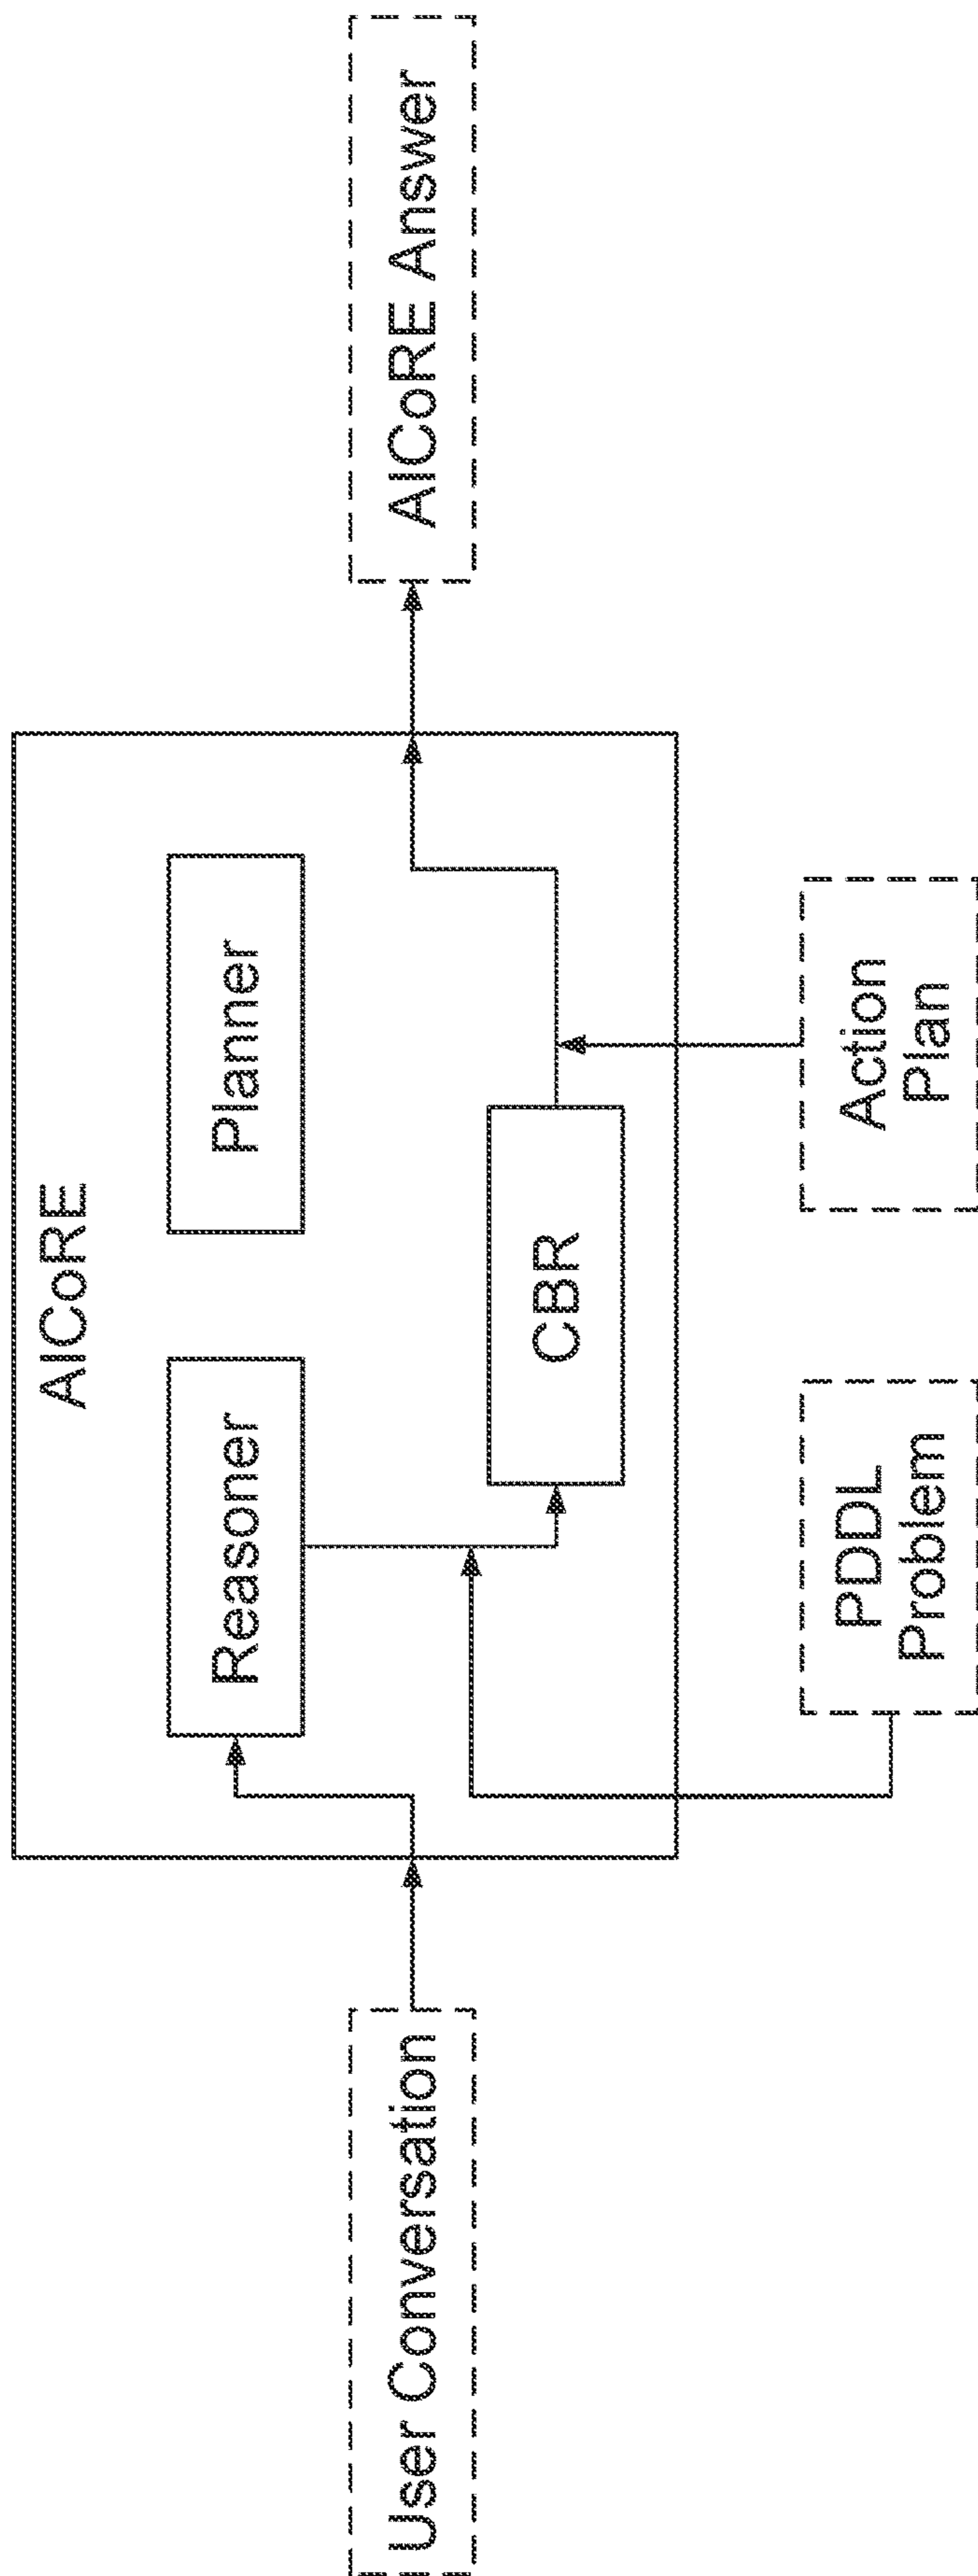 AICoRE
Reasoner
Planner
User Conversation
AICoRE Answer
CBR
PDDL
Problem
Action
Plan